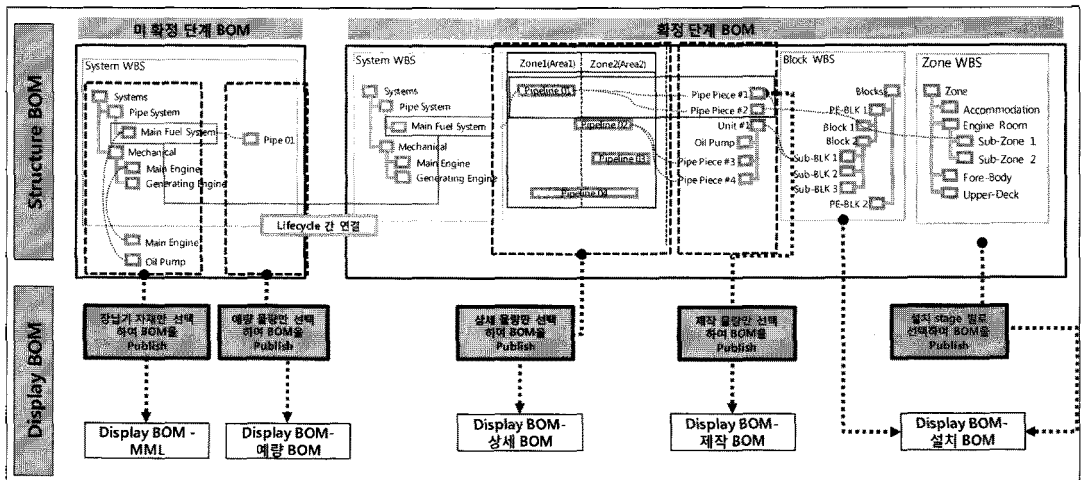 미 확정 단계 BOM
확정 단계 BOM
Structure BOM
System WBS
Systems
Pipe System
Main Fuel System
Mechanical
Main Engine
Generating Engine
Main Engine
Oil Pump
Pipe 01
Lifecycle 간 연결
System WBS
Systems
Pipe System
Main Fuel System
Mechanical
Main Engine
Generating Engine
Zone1(Area1)
Zone2(Area2)
Pipeline 01
Pipeline 02
Pipeline 03
Pipeline 04
Pipe Piece #1
Pipe Piece #2
Unit #1
Oil Pump
Pipe Piece #3
Pipe Piece #4
Block WBS
Blocks
PE-BLK 1
Block 1
Block 2
Sub-BLK 1
Sub-BLK 2
Sub-BLK 3
PE-BLK 2
Zone WBS
Zone
Accommodation
Engine Room
Sub-Zone 1
Sub-Zone 2
Fore-Body
Upper-Deck
Display BOM
장납기 자재만 선택
하여 BOM을
Publish
예량 물량만 선택
하여 BOM을
Publish
상세 물량만 선택
하여 BOM을
Publish
제작 물량만 선택
하여 BOM을
Publish
설치 stage 별로
선택하여 BOM을
Publish
Display BOM -
MML
Display BOM-
예량 BOM
Display BOM-
상세 BOM
Display BOM-
제작 BOM
Display BOM-
설치 BOM